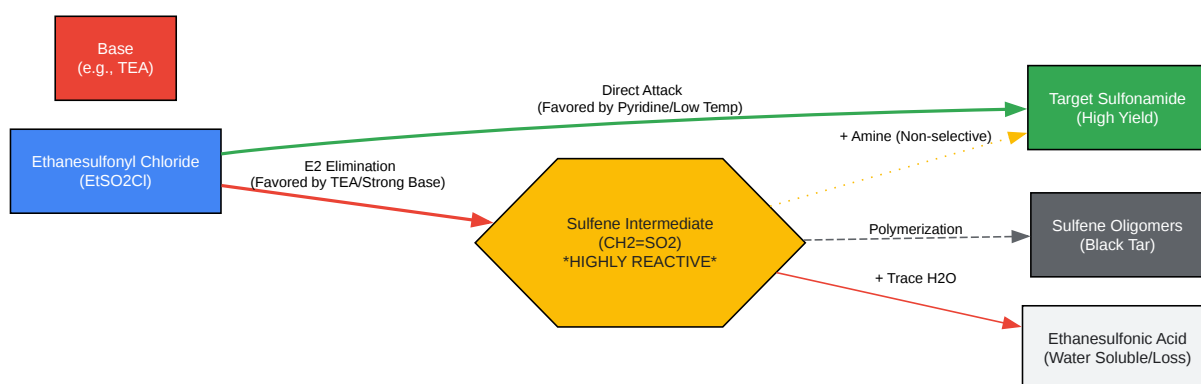 Base
(e.g., TEA)
Ethanesulfonyl Chloride
(EtSO2Cl)
Direct Attack
(Favored by Pyridine/Low Temp)
E2 Elimination
(Favored by TEA/Strong Base)
Sulfene Intermediate
(CH2=SO2)
*HIGHLY REACTIVE*
+ Amine (Non-selective)
Polymerization
+ Trace H2O
Target Sulfonamide
(High Yield)
Sulfene Oligomers
(Black Tar)
Ethanesulfonic Acid
(Water Soluble/Loss)